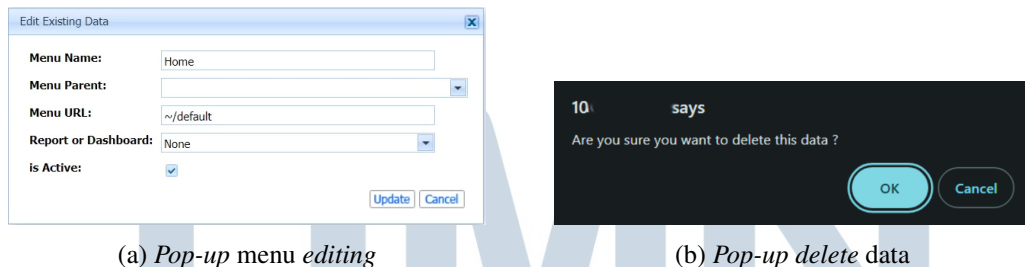 Edit Existing Data
Menu Name: Home
Menu Parent:
Menu URL: ~/default
Report or Dashboard: None
is Active:
Update Cancel
10 says
Are you sure you want to delete this data ?
OK Cancel
(a) Pop-up menu editing
(b) Pop-up delete data